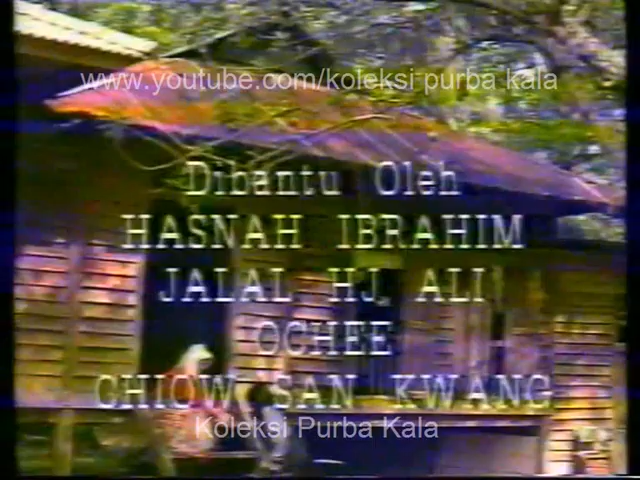 www.youtube.com/koleksi purba kala
Dibantu Oleh
HASNAH IBRAHIM
JALAL HJ. ALI
OCHEE
CHIOW SAN KWANG
Koleksi Purba Kala